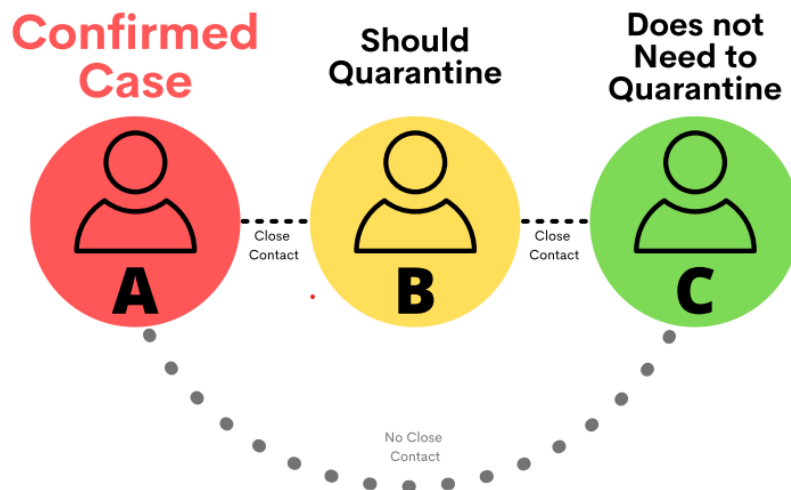 Confirmed
Case
Should
Quarantine
Does not
Need to
Quarantine
Close
Contact
Close
Contact
A
B
C
No Close
Contact